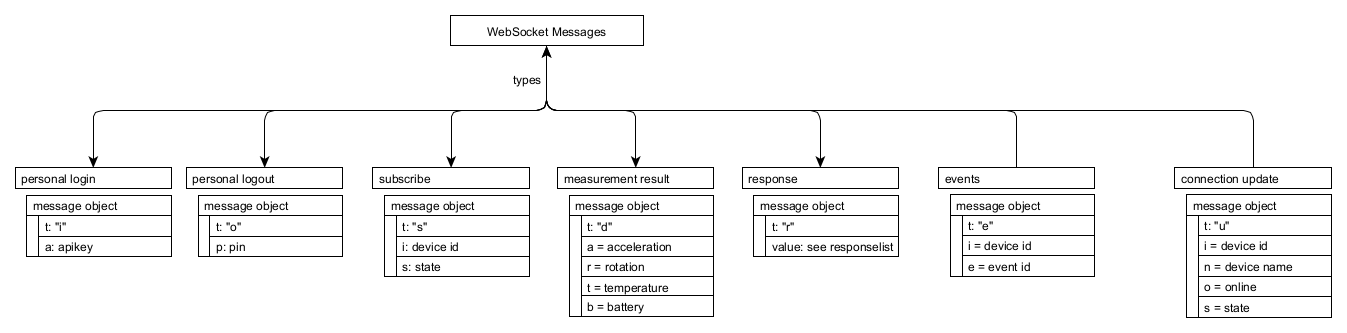 WebSocket Messages
types
personal login
message object
t: "i"
a: apikey
personal logout
message object
t: "o"
p: pin
subscribe
message object
t: "s"
i: device id
s: state
measurement result
message object
t: "d"
a = acceleration
r = rotation
t = temperature
b = battery
response
message object
t: "r"
value: see responselist
events
message object
t: "e"
i = device id
e = event id
connection update
message object
t: "u"
i = device id
n = device name
o = online
s = state